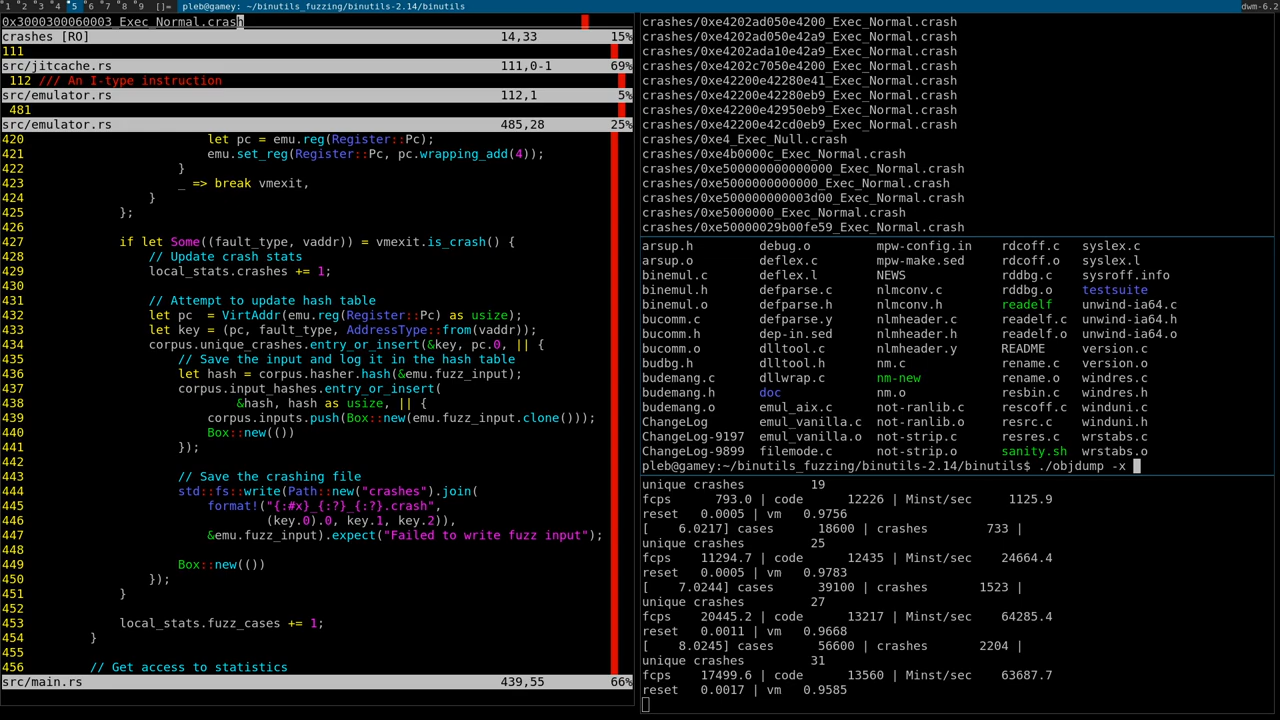 1 2 3 4 5 6 7 8 9 []= pleb@gamey: ~/binutils_fuzzing/binutils-2.14/binutils dwm-6.2
0x3000300060003_Exec_Normal.crash
crashes [RO] 14,33 15%
111
src/jitcache.rs 111,0-1 69%
112 /// An I-type instruction
src/emulator.rs 112,1 5%
481
src/emulator.rs 485,28 25%
420 let pc = emu.reg(Register::Pc);
421 emu.set_reg(Register::Pc, pc.wrapping_add(4));
422 }
423 _ => break vmexit,
424 }
425 };
426
427 if let Some((fault_type, vaddr)) = vmexit.is_crash() {
428 // Update crash stats
429 local_stats.crashes += 1;
430
431 // Attempt to update hash table
432 let pc  = VirtAddr(emu.reg(Register::Pc) as usize);
433 let key = (pc, fault_type, AddressType::from(vaddr));
434 corpus.unique_crashes.entry_or_insert(&key, pc.0, || {
435 // Save the input and log it in the hash table
436 let hash = corpus.hasher.hash(&emu.fuzz_input);
437 corpus.input_hashes.entry_or_insert(
438 &hash, hash as usize, || {
439 corpus.inputs.push(Box::new(emu.fuzz_input.clone()));
440 Box::new(())
441 });
442
443 // Save the crashing file
444 std::fs::write(Path::new("crashes").join(
445 format!("{:#x}_{:?}_{:?}.crash",
446 (key.0).0, key.1, key.2)),
447 &emu.fuzz_input).expect("Failed to write fuzz input");
448
449 Box::new(())
450 });
451 }
452
453 local_stats.fuzz_cases += 1;
454 }
455
456 // Get access to statistics
src/main.rs 439,55 66%
crashes/0xe4202ad050e4200_Exec_Normal.crash
crashes/0xe4202ad050e42a9_Exec_Normal.crash
crashes/0xe4202ada10e42a9_Exec_Normal.crash
crashes/0xe4202c7050e4200_Exec_Normal.crash
crashes/0xe42200e42200e41_Exec_Normal.crash
crashes/0xe42200e42280eb9_Exec_Normal.crash
crashes/0xe42200e42950eb9_Exec_Normal.crash
crashes/0xe42200e42cd0eb9_Exec_Normal.crash
crashes/0xe4_Exec_Null.crash
crashes/0xe4b0000c_Exec_Normal.crash
crashes/0xe500000000000000_Exec_Normal.crash
crashes/0xe5000000000000_Exec_Normal.crash
crashes/0xe500000000003d00_Exec_Normal.crash
crashes/0xe5000000_Exec_Normal.crash
crashes/0xe50000029b00fe59_Exec_Normal.crash
arsup.h debug.o mpw-config.in rdcoff.c syslex.c
arsup.o deflex.c mpw-make.sed rdcoff.o syslex.l
binemul.c deflex.l NEWS rddbg.c sysroff.info
binemul.h defparse.c nlmconv.c rddbg.o testsuite
binemul.o defparse.h nlmconv.h readelf unwind-ia64.c
bucomm.c defparse.y nlmheader.c readelf.c unwind-ia64.h
bucomm.h dep-in.sed nlmheader.h readelf.o unwind-ia64.o
bucomm.o dlltool.c nlmheader.y README version.c
budbg.h dlltool.h nm.c rename.c version.o
budemang.c dllwrap.c nm-new rename.o windres.c
budemang.h doc nm.o resbin.c windres.h
budemang.o emul_aix.c not-ranlib.c rescoff.c winduni.c
ChangeLog emul_vanilla.c not-ranlib.o resrc.c winduni.h
ChangeLog-9197 emul_vanilla.o not-strip.c resres.c wrstabs.c
ChangeLog-9899 filemode.c not-strip.o sanity.sh wrstabs.o
pleb@gamey:~/binutils_fuzzing/binutils-2.14/binutils$ ./objdump -x
unique crashes 19
fcps 793.0 | code 12226 | Minst/sec 1125.9
reset 0.0005 | vm 0.9756
[ 6.0217] cases 18600 | crashes 733 |
unique crashes 25
fcps 11294.7 | code 12435 | Minst/sec 24664.4
reset 0.0005 | vm 0.9783
[ 7.0244] cases 39100 | crashes 1523 |
unique crashes 27
fcps 20445.2 | code 13217 | Minst/sec 64285.4
reset 0.0011 | vm 0.9668
[ 8.0245] cases 56600 | crashes 2204 |
unique crashes 31
fcps 17499.6 | code 13560 | Minst/sec 63687.7
reset 0.0017 | vm 0.9585